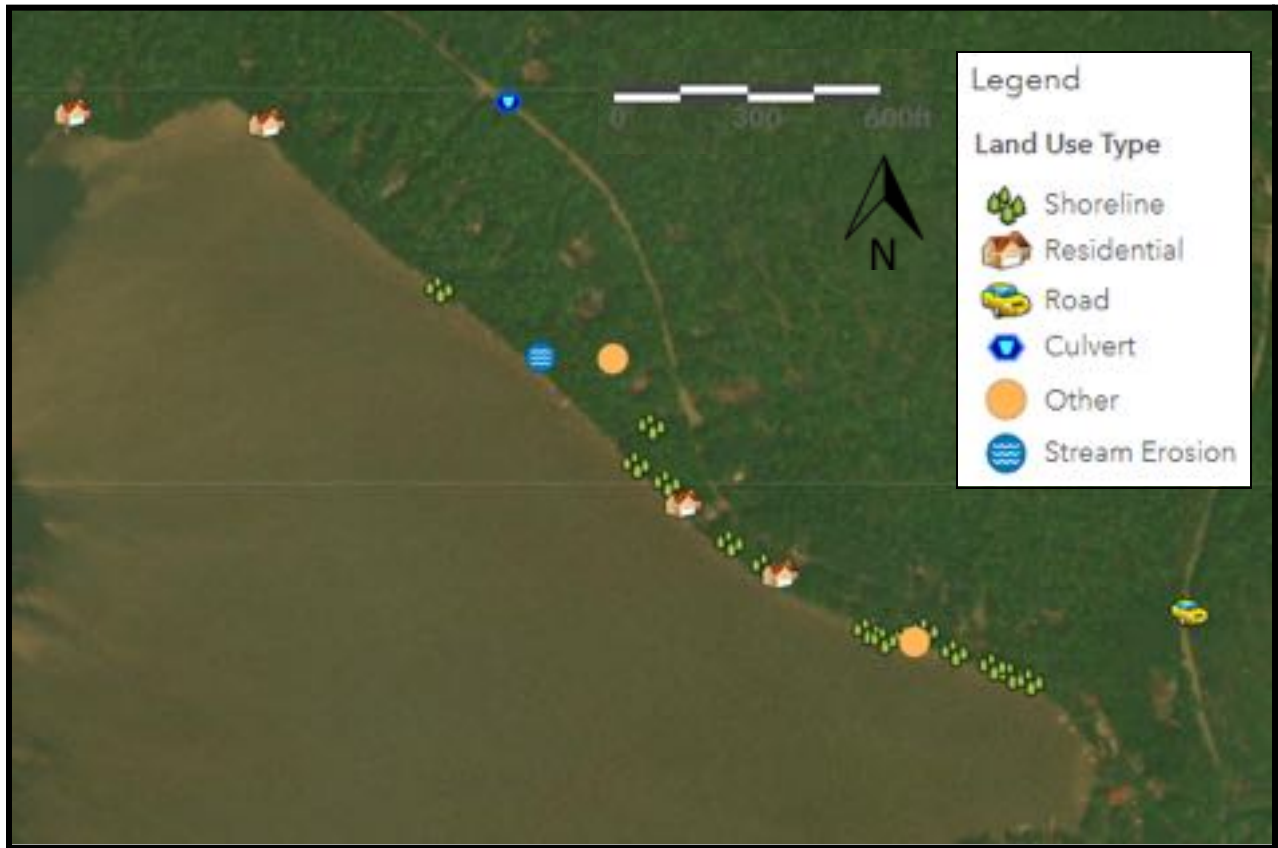 0 300 600ft
N
Legend
Land Use Type
Shoreline
Residential
Road
Culvert
Other
Stream Erosion